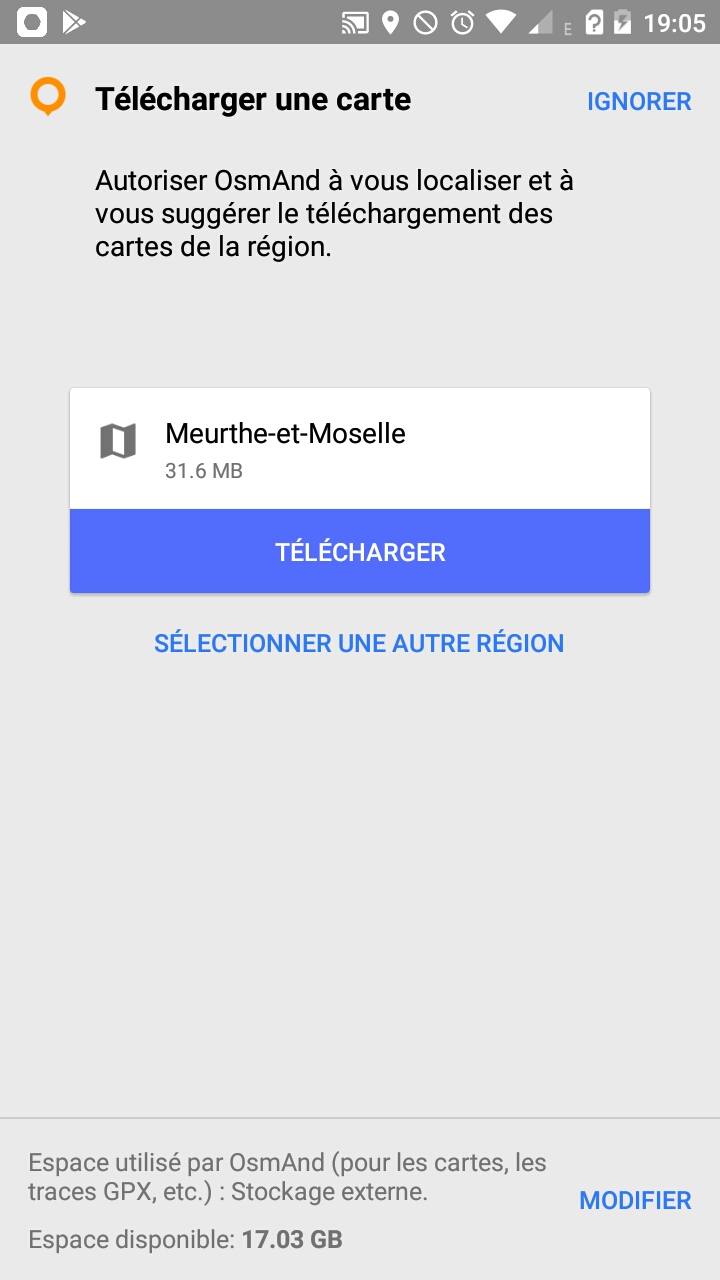 E
19:05
Télécharger une carte
IGNORER
Autoriser OsmAnd à vous localiser et à
vous suggérer le téléchargement des
cartes de la région.
Meurthe-et-Moselle
31.6 MB
TÉLÉCHARGER
SÉLECTIONNER UNE AUTRE RÉGION
Espace utilisé par OsmAnd (pour les cartes, les
traces GPX, etc.) : Stockage externe.
MODIFIER
Espace disponible: 17.03 GB